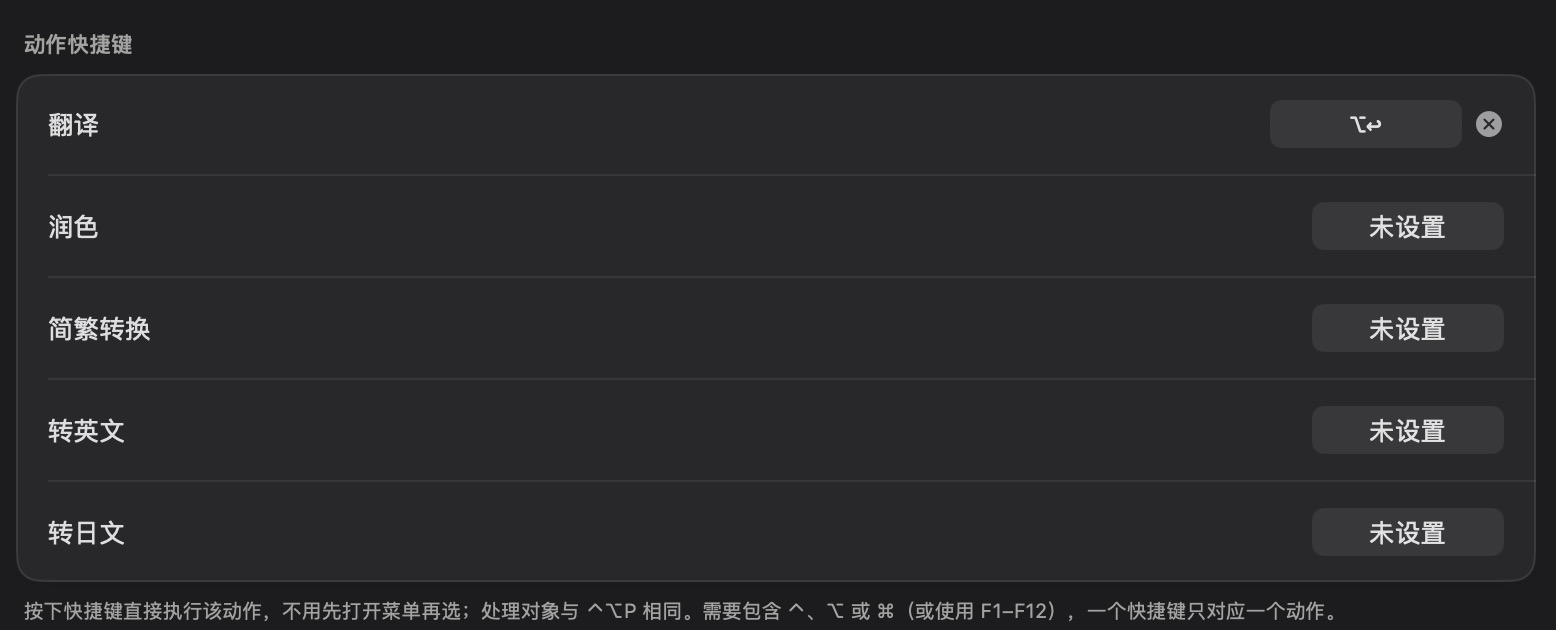 动作快捷键
翻译
⌥↩
润色
未设置
简繁转换
未设置
转英文
未设置
转日文
未设置
按下快捷键直接执行该动作，不用先打开菜单再选；处理对象与 ⌃⌥P 相同。需要包含 ⌃、⌥ 或 ⌘（或使用 F1–F12），一个快捷键只对应一个动作。